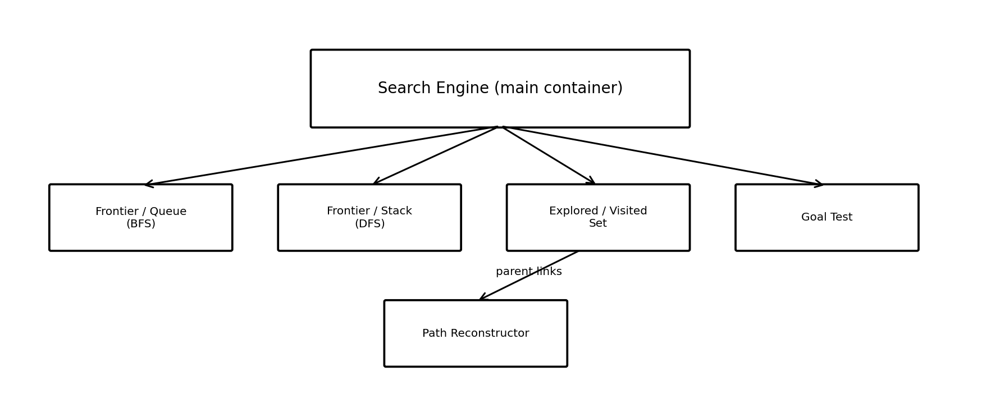 Search Engine (main container)
Frontier / Queue
(BFS)
Frontier / Stack
(DFS)
Explored / Visited
Set
Goal Test
parent links
Path Reconstructor